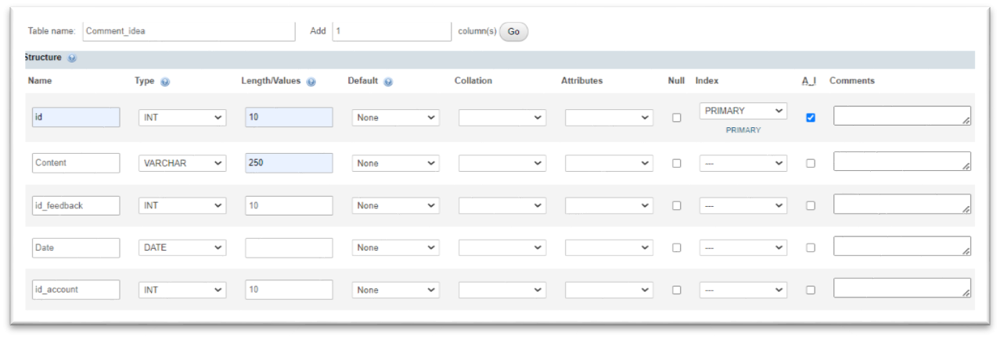 Table name: Comment_idea Add 1 column(s) Go
Structure
Name Type Length/Values Default Collation Attributes Null Index A_I Comments
id INT 10 None PRIMARY
PRIMARY
Content VARCHAR 250 None ---
id_feedback INT 10 None ---
Date DATE None ---
id_account INT 10 None ---